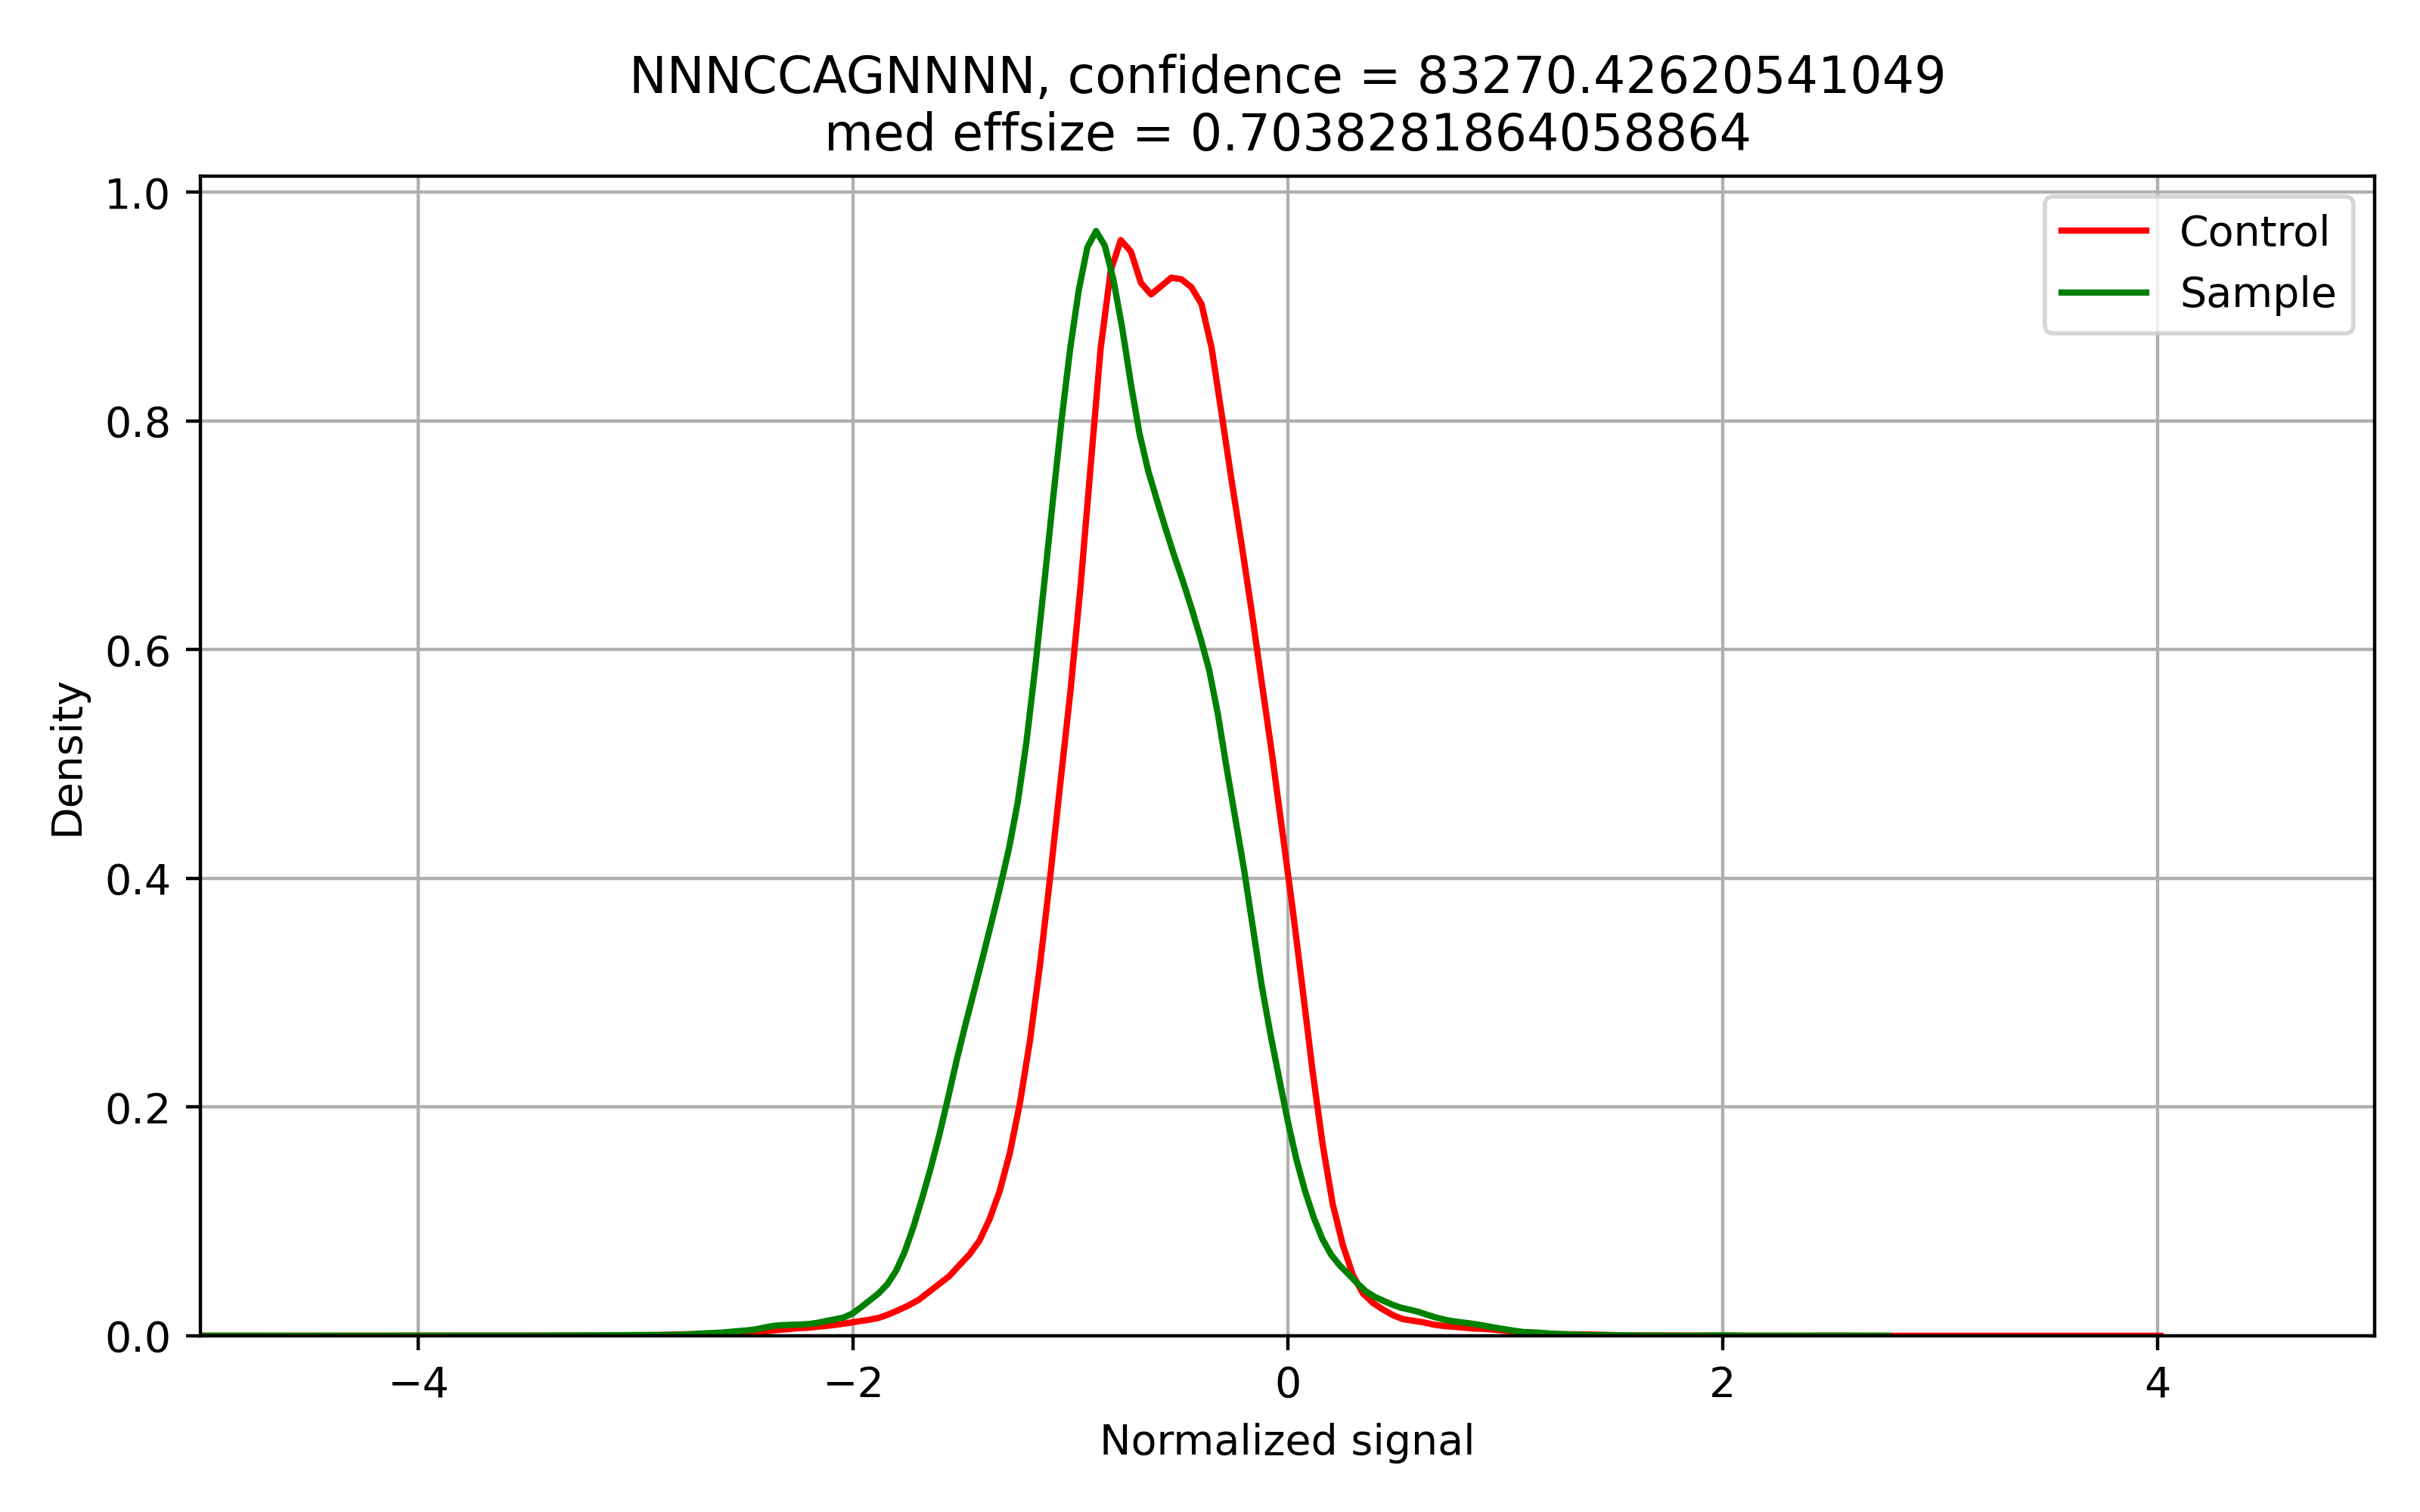 NNNCCAGNNNN, confidence = 83270.42620541049
med effsize = 0.7038281864058864
1.0
0.8
0.6
0.4
0.2
0.0
Density
Control
Sample
−4
−2
0
2
4
Normalized signal